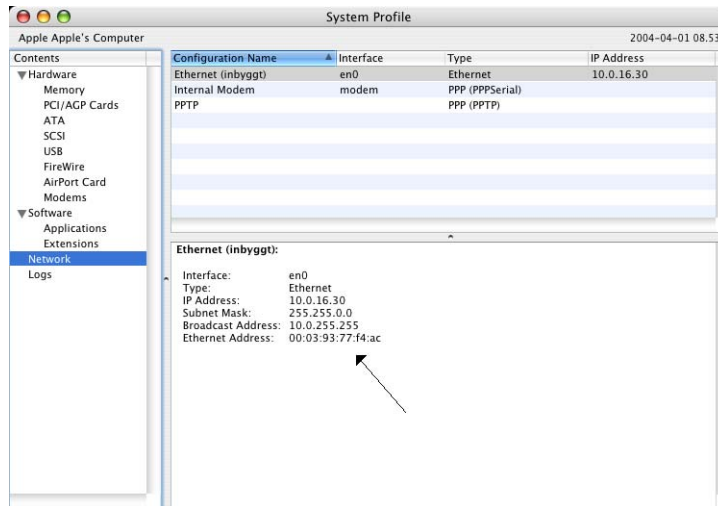 System Profile
Apple Apple's Computer
2004-04-01 08.53
Contents
Hardware
Memory
PCI/AGP Cards
ATA
SCSI
USB
FireWire
AirPort Card
Modems
Software
Applications
Extensions
Network
Logs
Configuration Name Interface Type IP Address
Ethernet (inbyggt) en0 Ethernet 10.0.16.30
Internal Modem modem PPP (PPPSerial)
PPTP PPP (PPTP)
Ethernet (inbyggt):
Interface: en0
Type: Ethernet
IP Address: 10.0.16.30
Subnet Mask: 255.255.0.0
Broadcast Address: 10.0.255.255
Ethernet Address: 00:03:93:77:f4:ac